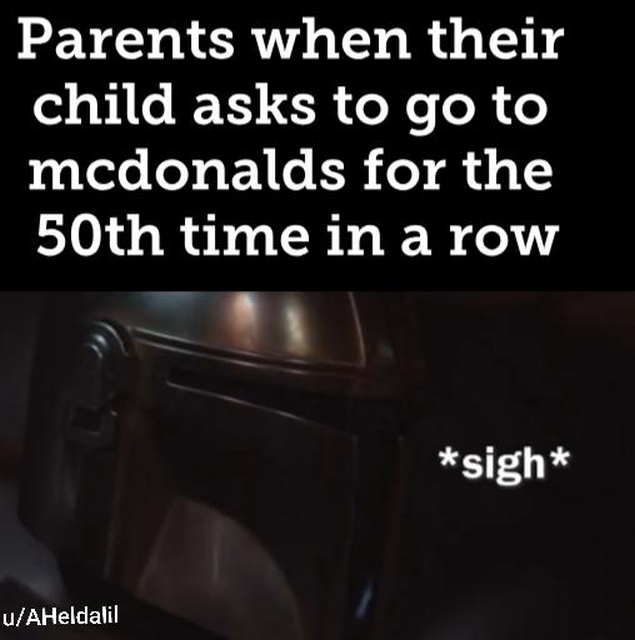 Parents when their
child asks to go to
mcdonalds for the
50th time in a row
*sigh*
u/AHeldalil